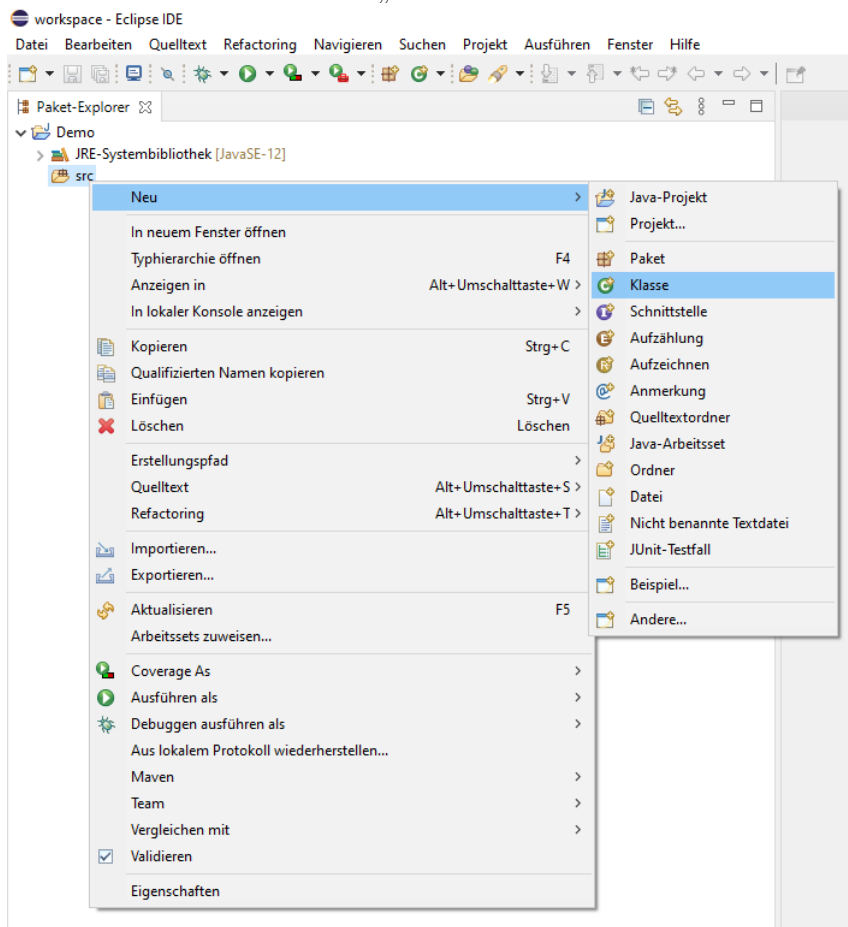 workspace - Eclipse IDE
Datei Bearbeiten Quelltext Refactoring Navigieren Suchen Projekt Ausführen Fenster Hilfe
Paket-Explorer
Demo
JRE-Systembibliothek [JavaSE-12]
src
Neu
In neuem Fenster öffnen
Typhierarchie öffnen F4
Anzeigen in Alt+Umschalttaste+W
In lokaler Konsole anzeigen
Kopieren Strg+C
Qualifizierten Namen kopieren
Einfügen Strg+V
Löschen Löschen
Erstellungspfad
Quelltext Alt+Umschalttaste+S
Refactoring Alt+Umschalttaste+T
Importieren...
Exportieren...
Aktualisieren F5
Arbeitssets zuweisen...
Coverage As
Ausführen als
Debuggen ausführen als
Aus lokalem Protokoll wiederherstellen...
Maven
Team
Vergleichen mit
Validieren
Eigenschaften
Java-Projekt
Projekt...
Paket
Klasse
Schnittstelle
Aufzählung
Aufzeichnen
Anmerkung
Quelltextordner
Java-Arbeitsset
Ordner
Datei
Nicht benannte Textdatei
JUnit-Testfall
Beispiel...
Andere...